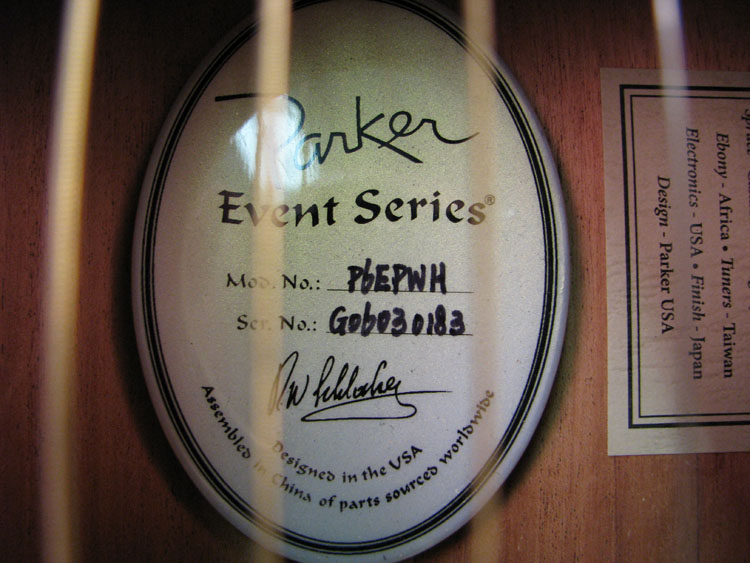 Parker
Event Series®
Mod. No.: P6EPWH
Ser. No.: G06030183
Designed in the USA
Assembled in China of parts sourced worldwide
Ebony - Africa • Tuners - Taiwan
Electronics - USA • Finish - Japan
Design - Parker USA